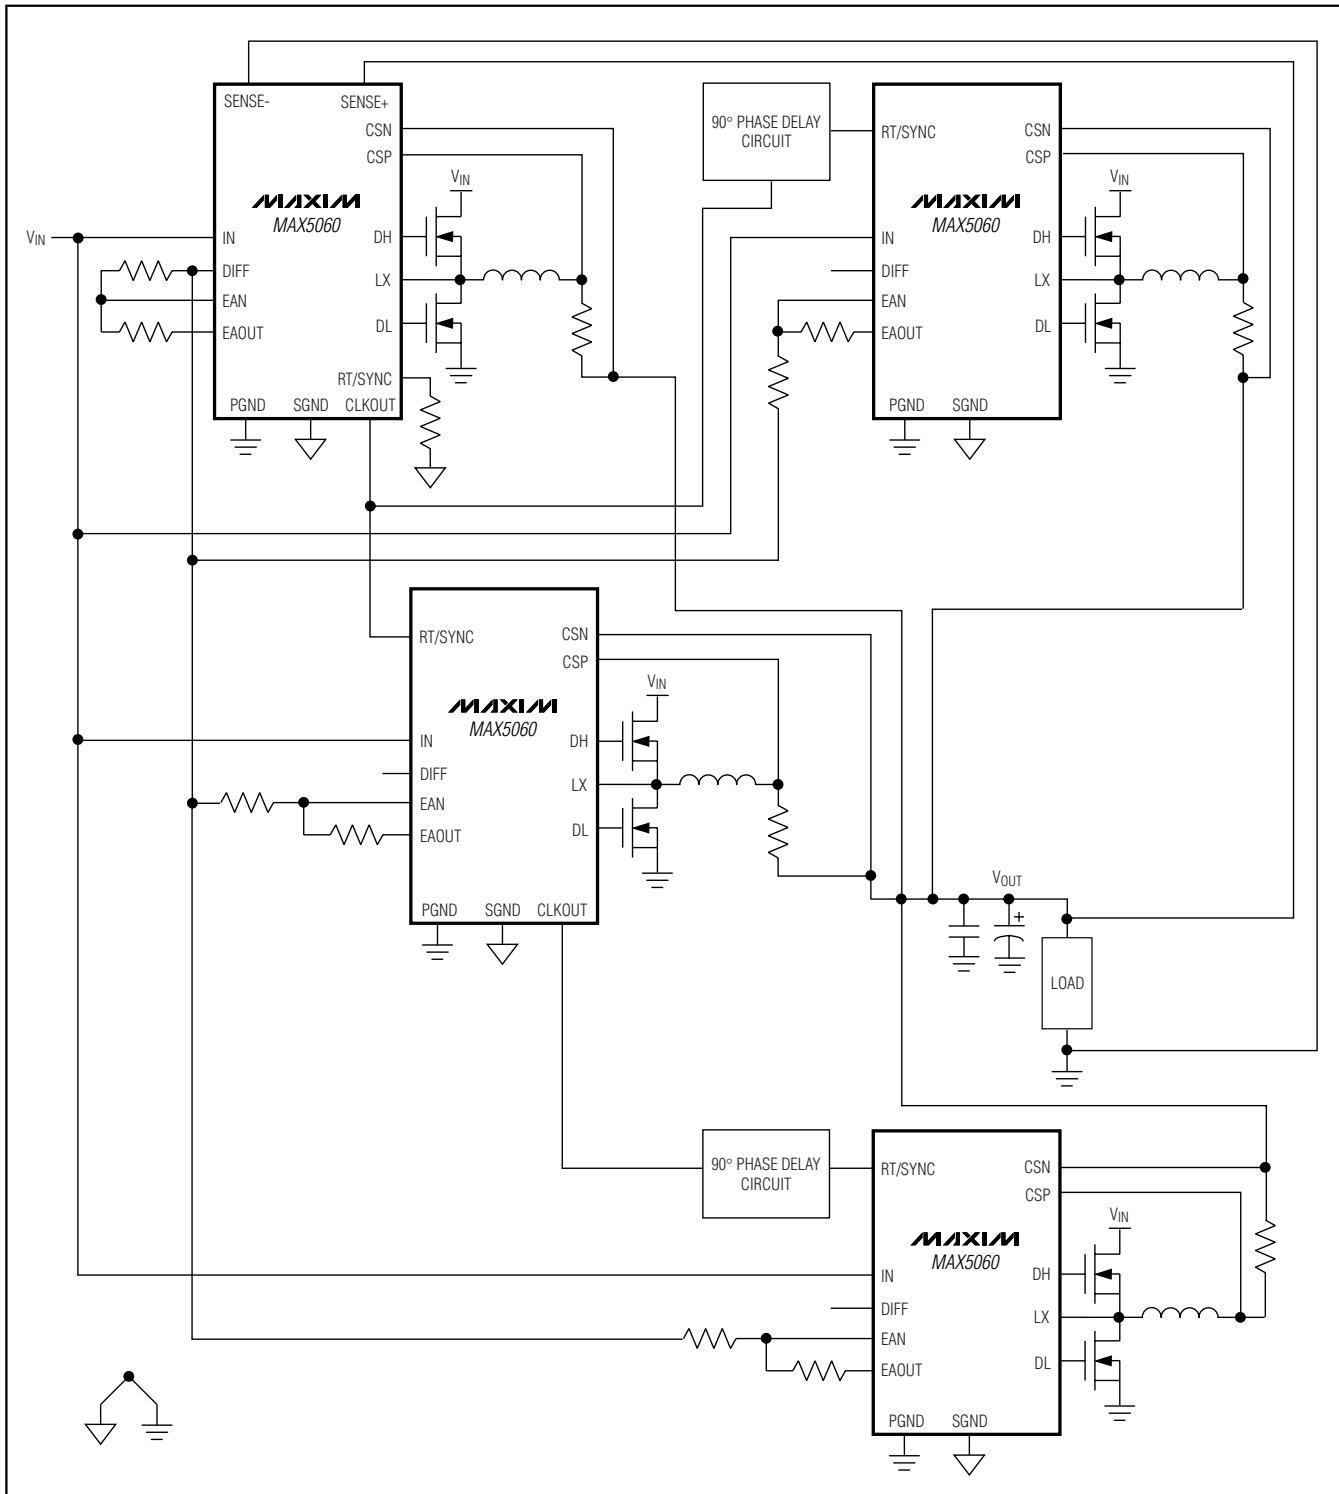 SENSE-
SENSE+
CSN
CSP
MAXIM
MAX5060
VIN
VIN
IN
DH
DIFF
LX
EAN
DL
EAOUT
RT/SYNC
PGND
SGND
CLKOUT
90° PHASE DELAY
CIRCUIT
RT/SYNC
CSN
CSP
VIN
MAXIM
MAX5060
IN
DH
DIFF
LX
EAN
DL
EAOUT
PGND
SGND
RT/SYNC
CSN
CSP
VIN
MAXIM
MAX5060
IN
DH
DIFF
LX
EAN
DL
EAOUT
PGND
SGND
CLKOUT
VOUT
+
LOAD
90° PHASE DELAY
CIRCUIT
RT/SYNC
CSN
CSP
VIN
MAXIM
MAX5060
IN
DH
DIFF
LX
EAN
DL
EAOUT
PGND
SGND